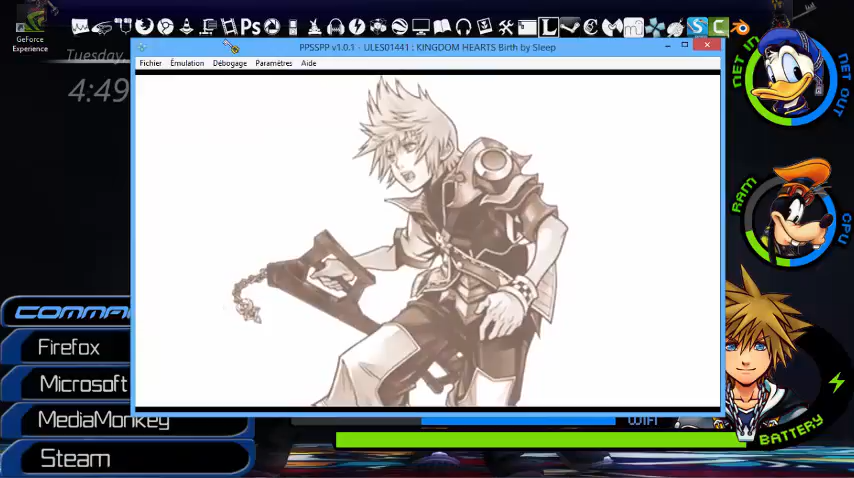 GeForce
Experience
Tuesday
4:49
PPSSPP v1.0.1 - ULES01441 : KINGDOM HEARTS Birth by Sleep
Fichier Émulation Débogage Paramètres Aide
NET IN
NET OUT
RAM
CPU
COMMA
Firefox
Microsoft
MediaMonkey
Steam
WIFI
BATTERY